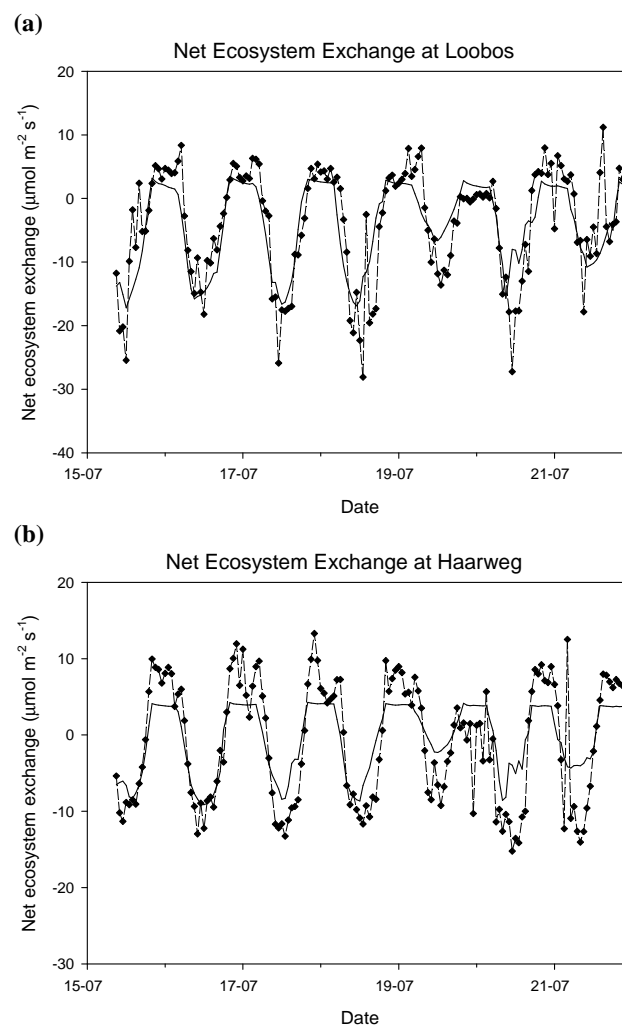 (a)
Net Ecosystem Exchange at Loobos
Net ecosystem exchange (μmol m⁻² s⁻¹)
20
10
0
-10
-20
-30
-40
15-07
17-07
19-07
21-07
Date
(b)
Net Ecosystem Exchange at Haarweg
Net ecosystem exchange (μmol m⁻² s⁻¹)
20
10
0
-10
-20
-30
15-07
17-07
19-07
21-07
Date